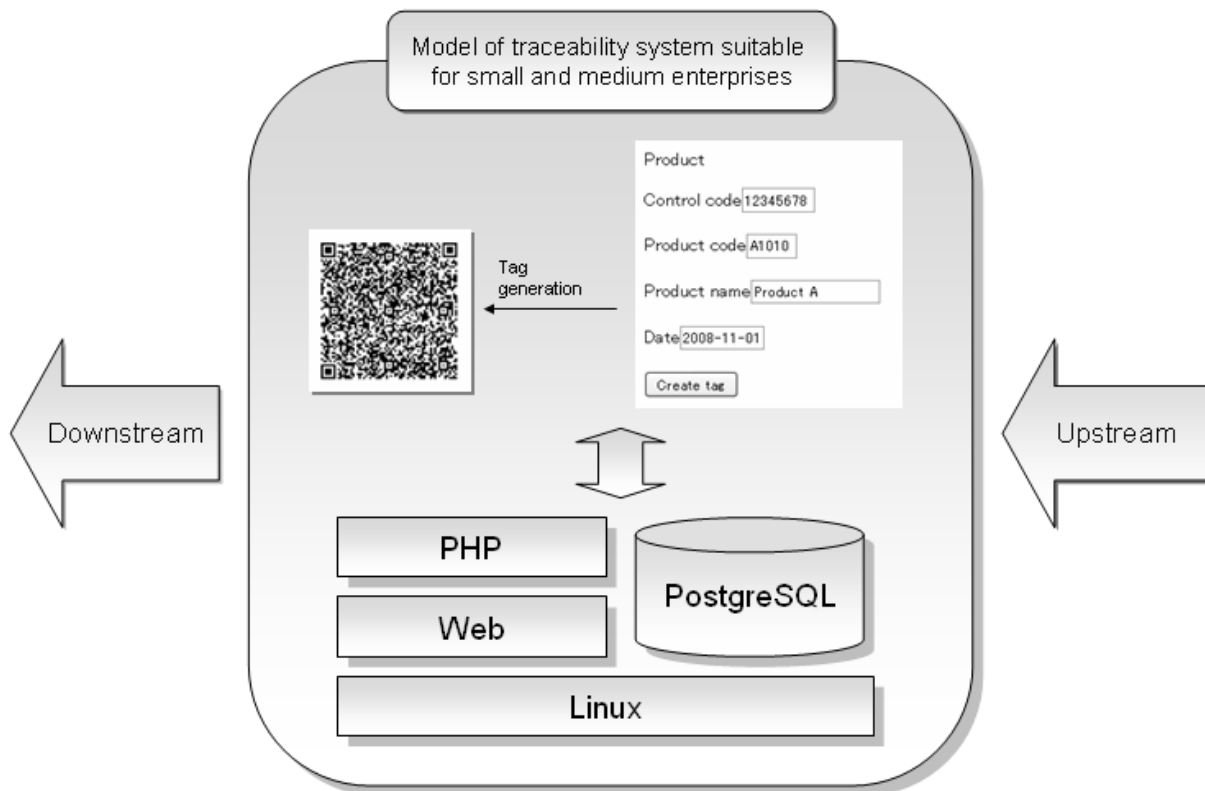 Model of traceability system suitable
for small and medium enterprises
Product
Control code 12345678
Product code A1010
Product name Product A
Date 2008-11-01
Create tag
Tag
generation
Downstream
Upstream
PHP
Web
PostgreSQL
Linux